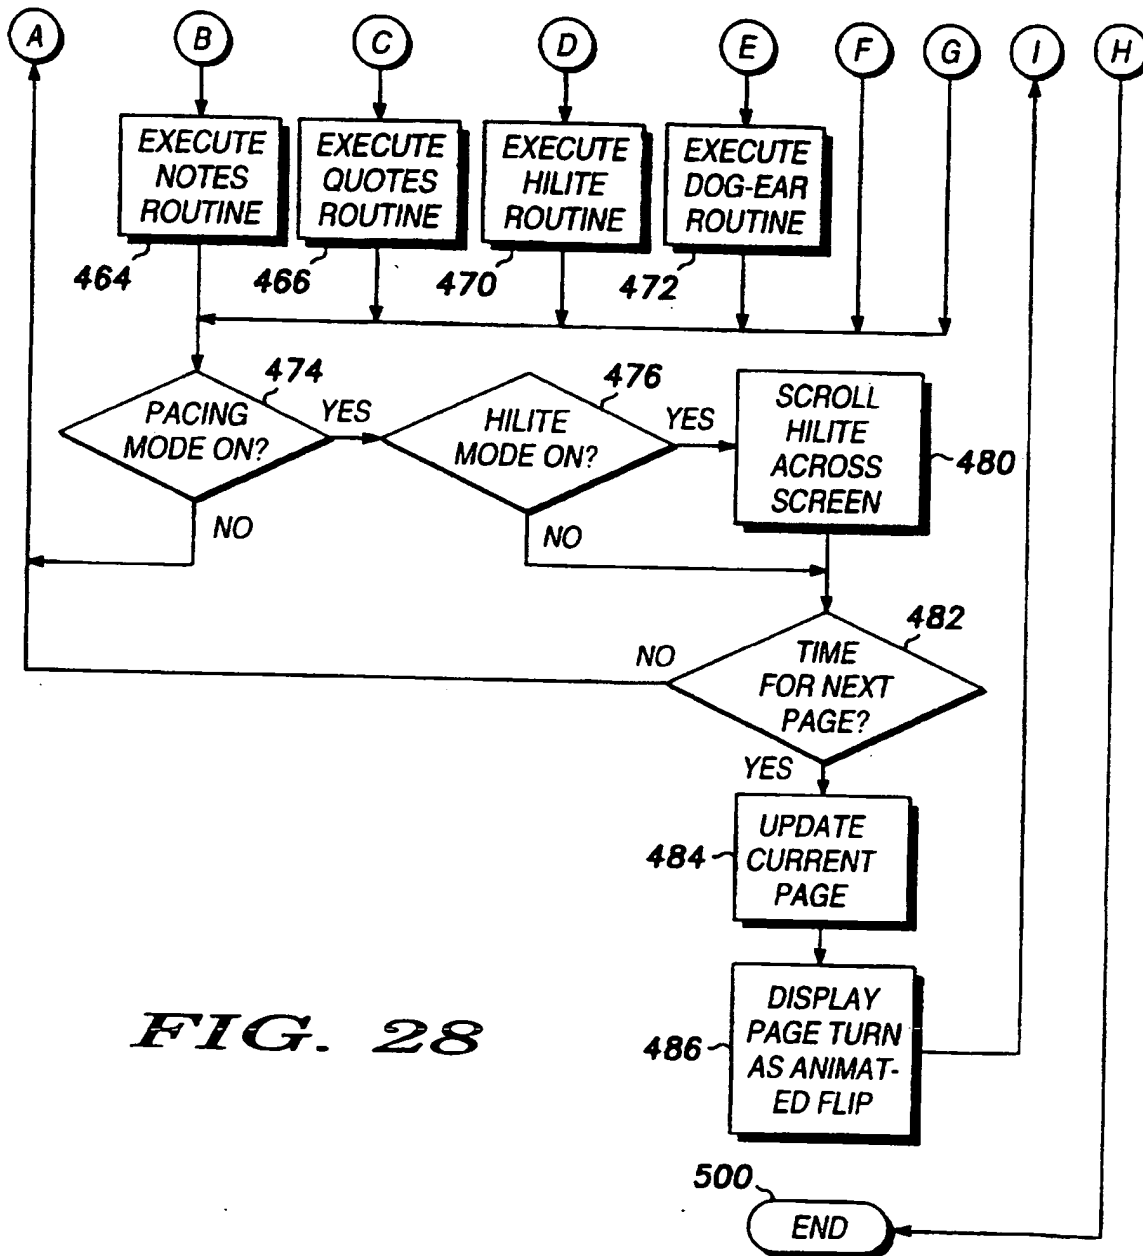 A B C D E F G I H
EXECUTE
NOTES
ROUTINE
464
EXECUTE
QUOTES
ROUTINE
466
EXECUTE
HILITE
ROUTINE
470
EXECUTE
DOG-EAR
ROUTINE
472
PACING
MODE ON?
474
YES
NO
HILITE
MODE ON?
476
YES
NO
SCROLL
HILITE
ACROSS
SCREEN
480
TIME
FOR NEXT
PAGE?
482
NO
YES
UPDATE
CURRENT
PAGE
484
DISPLAY
PAGE TURN
AS ANIMAT-
ED FLIP
486
FIG. 28
500
END